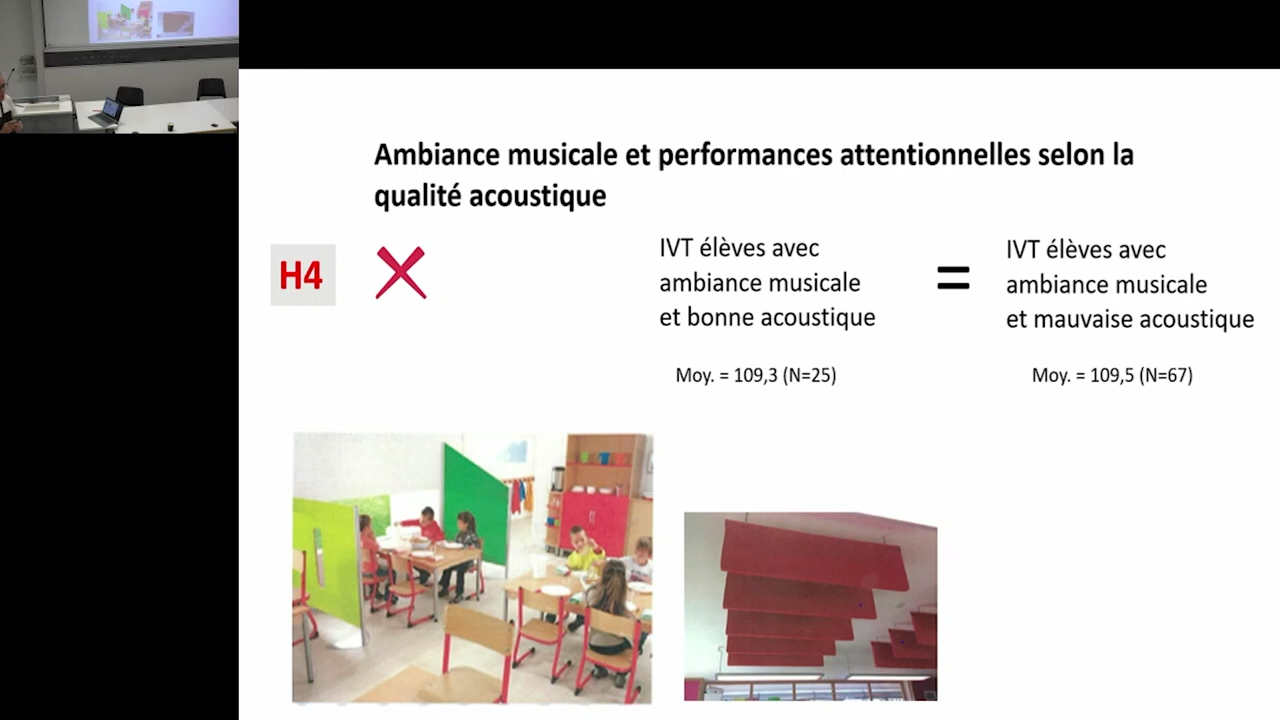 Ambiance musicale et performances attentionnelles selon la
qualité acoustique
H4
IVT élèves avec
ambiance musicale
et bonne acoustique
=
IVT élèves avec
ambiance musicale
et mauvaise acoustique
Moy. = 109,3 (N=25)
Moy. = 109,5 (N=67)